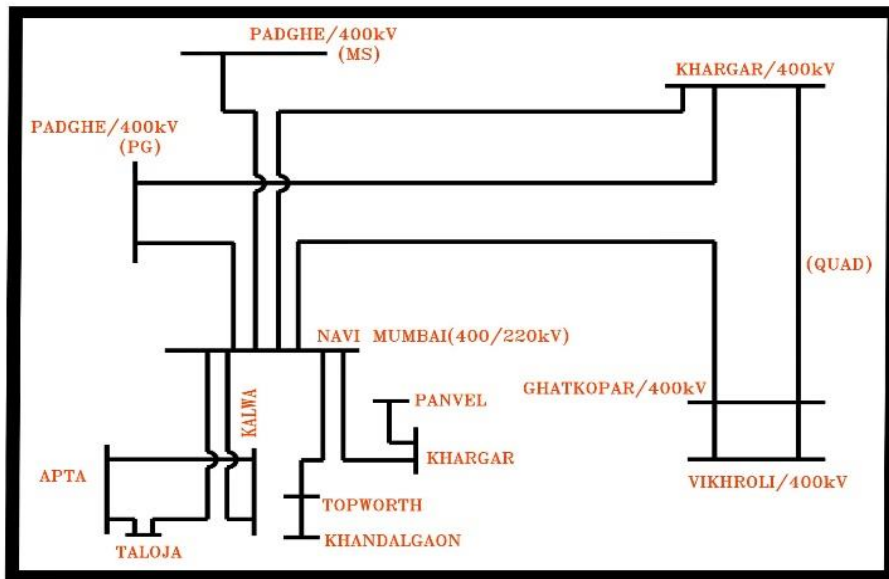 PADGHE/400kV
(MS)
KHARGAR/400kV
PADGHE/400kV
(PG)
(QUAD)
NAVI MUMBAI(400/220kV)
GHATKOPAR/400kV
KALWA
PANVEL
KHARGAR
APTA
VIKHROLI/400kV
TOPWORTH
KHANDALGAON
TALOJA